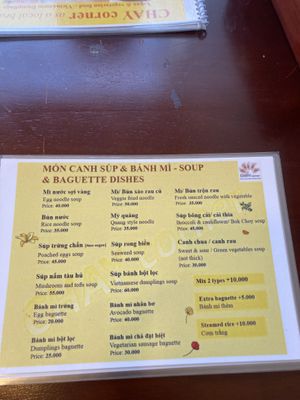 CHAY corner
as a local
MÓN CANH SÚP & BÁNH MÌ - SOUP
& BAGUETTE DISHES
Mì nước sợi vàng
Egg noodle soup
Price: 40.000
Bún nước
Rice noodle soup
Price: 35.000
Súp trứng chần (Non vegan)
Poached eggs soup
Price: 45.000
Súp nấm tàu hũ
Mushroom and tofu soup
Price: 55.000
Bánh mì trứng
Egg baguette
Price: 20.000
Bánh mì bột lọc
Dumplings baguette
Price: 25.000
Mì/ Bún xào rau củ
Veggie fried noodle
Price: 50.000
Mỳ quảng
Quang style noodle
Price: 35.000
Súp rong biển
Seaweed soup
Price: 40.000
Súp bánh bột lọc
Vietnamese dumplings soup
Price: 60.000
Bánh mì nhân bơ
Avocado baguette
Price: 40.000
Bánh mì chả đặt biệt
Vegetarian sausage baguette
Price: 30.000
Mì/ Bún trộn rau
Fresh mixed noodle with vegetable
Price: 35.000
Súp bông cải/ cải thìa
Broccoli & cauliflower/ Bok Choy soup
Price: 45.000
Canh chua / canh rau
Sweet & sour / Green vegetables soup
(not thick)
Price: 30.000
Mix 2 types +10.000
Extra baguette +5.000
Bánh mì thêm
Steamed rice +10.000
Cơm trắng